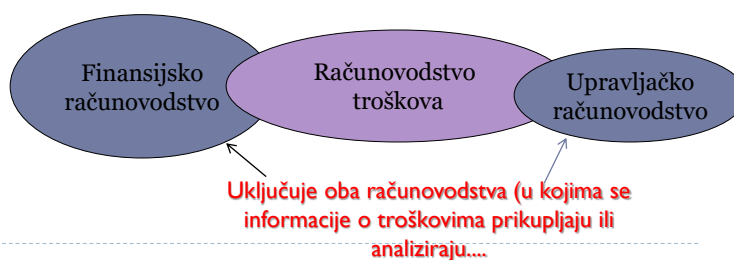 Finansijsko
računovodstvo
Računovodstvo
troškova
Upravljačko
računovodstvo
Uključuje oba računovodstva (u kojima se
informacije o troškovima prikupljaju ili
analiziraju....